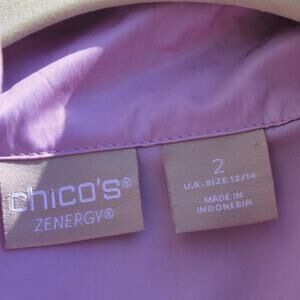 chico's®
ZENERGY®
2
U.S. SIZE 12/14
MADE IN
INDONESIA